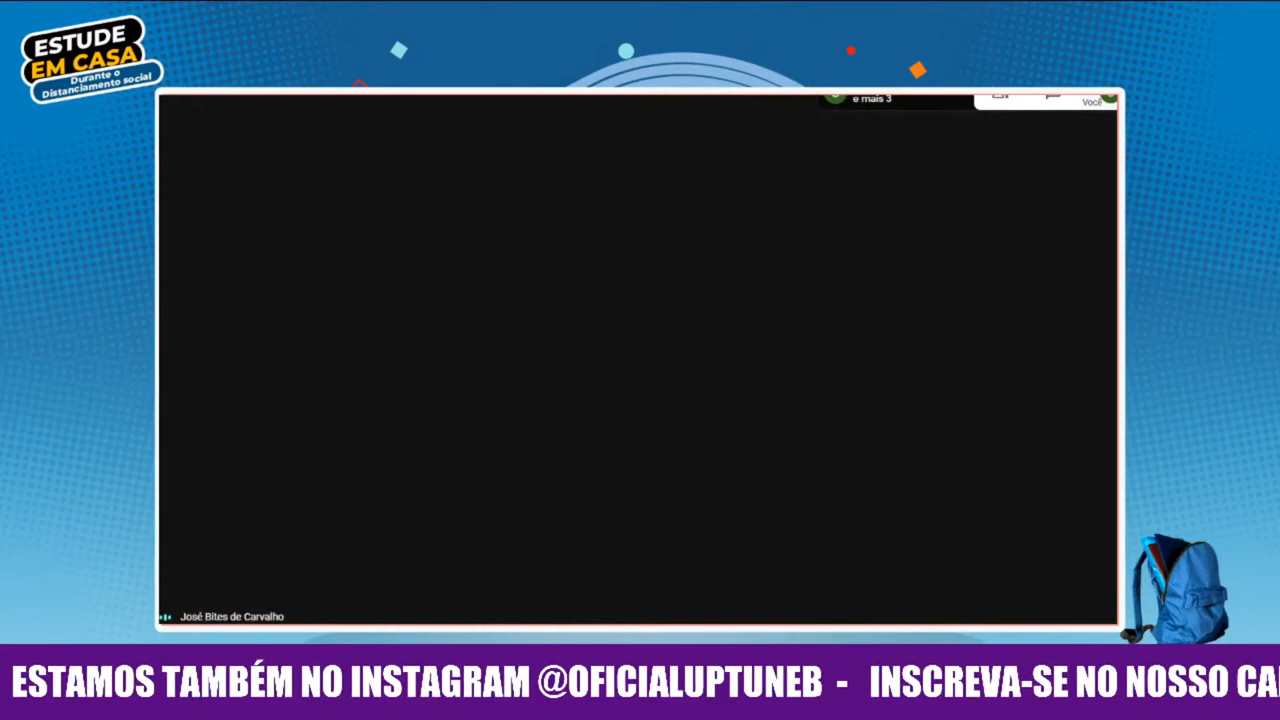 ESTUDE
EM CASA
Durante o
Distanciamento social
e mais 3
Você
José Bites de Carvalho
ESTAMOS TAMBÉM NO INSTAGRAM @OFICIALUPTUNEB - INSCREVA-SE NO NOSSO CA